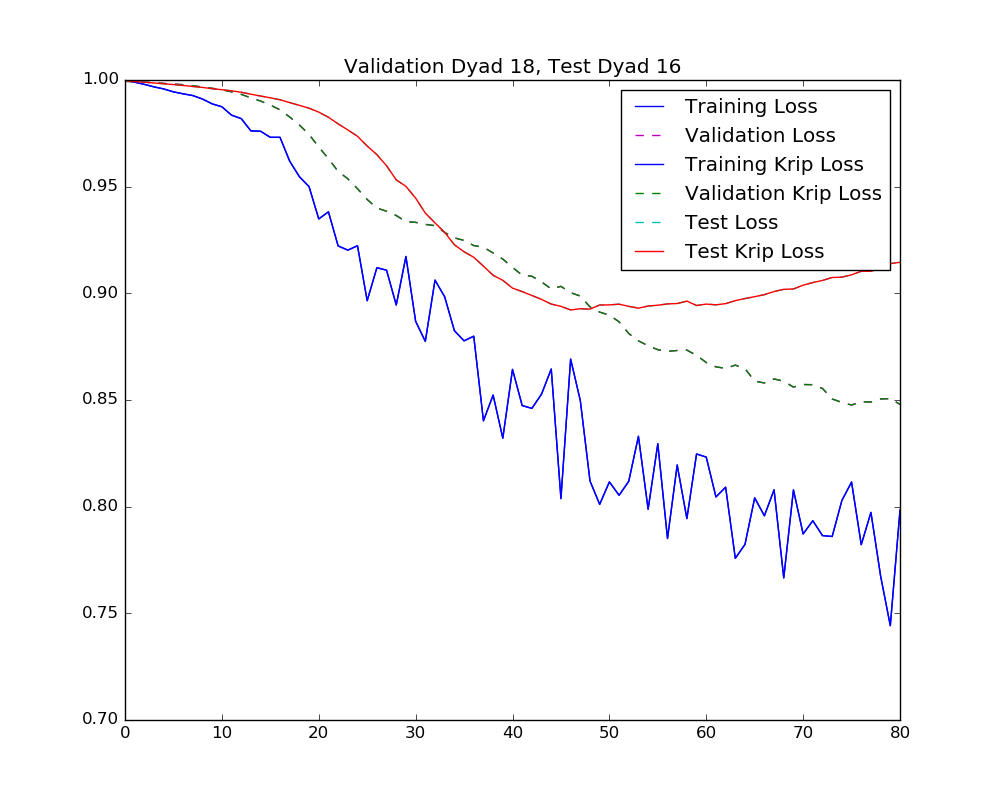 Validation Dyad 18, Test Dyad 16
1.00
0.95
0.90
0.85
0.80
0.75
0.70
Training Loss
Validation Loss
Training Krip Loss
Validation Krip Loss
Test Loss
Test Krip Loss
0 10 20 30 40 50 60 70 80